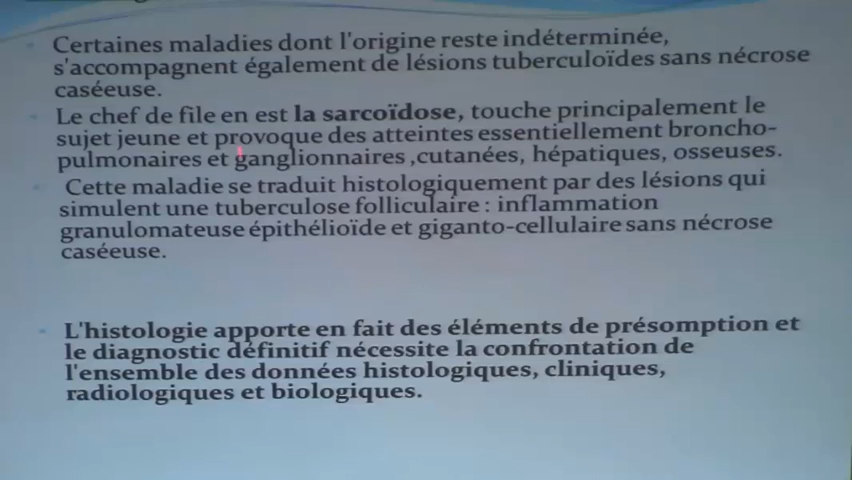 Certaines maladies dont l'origine reste indéterminée,
s'accompagnent également de lésions tuberculoïdes sans nécrose
caséeuse.
Le chef de file en est la sarcoïdose, touche principalement le
sujet jeune et provoque des atteintes essentiellement broncho-
pulmonaires et ganglionnaires ,cutanées, hépatiques, osseuses.
Cette maladie se traduit histologiquement par des lésions qui
simulent une tuberculose folliculaire : inflammation
granulomateuse épithélioïde et giganto-cellulaire sans nécrose
caséeuse.
L'histologie apporte en fait des éléments de présomption et
le diagnostic définitif nécessite la confrontation de
l'ensemble des données histologiques, cliniques,
radiologiques et biologiques.